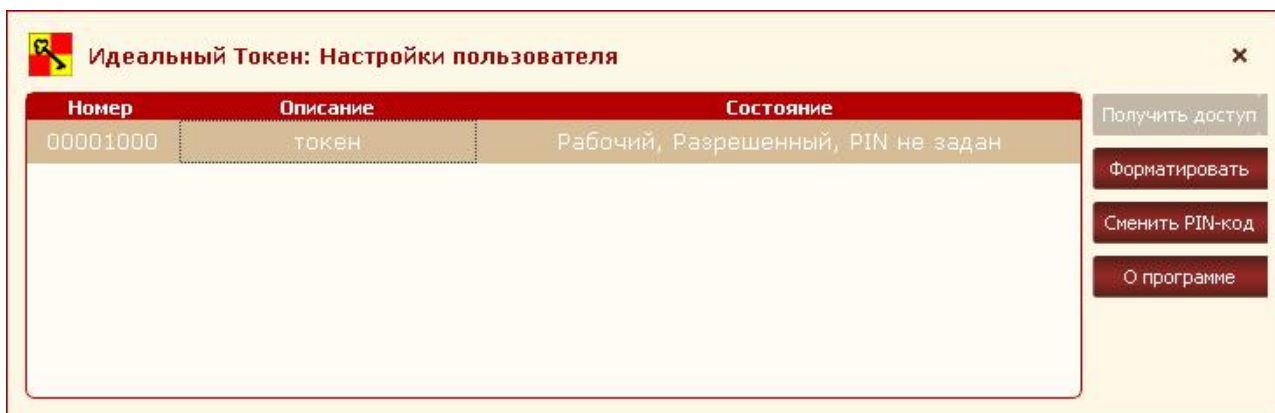 Идеальный Токен: Настройки пользователя
Номер Описание Состояние
00001000 токен Рабочий, Разрешенный, PIN не задан
Получить доступ
Форматировать
Сменить PIN-код
О программе